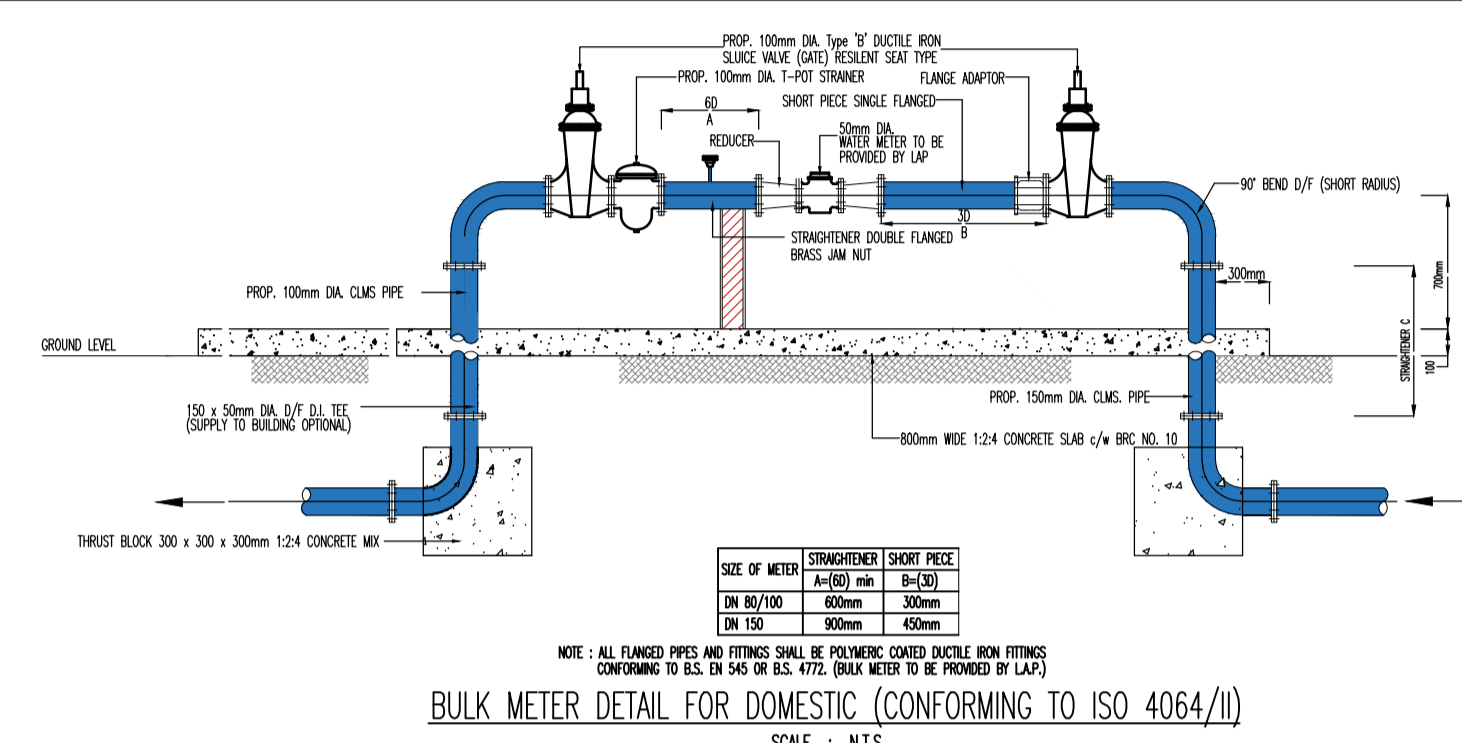 PROP. 100mm DIA. Type 'B' DUCTILE IRON
SLUICE VALVE (GATE) RESILENT SEAT TYPE
PROP. 100mm DIA. T-POT STRAINER
FLANGE ADAPTOR
6D
A
SHORT PIECE SINGLE FLANGED
REDUCER
50mm DIA.
WATER METER TO BE
PROVIDED BY LAP
90° BEND D/F (SHORT RADIUS)
3D
B
STRAIGHTENER DOUBLE FLANGED
BRASS JAM NUT
300mm
700mm
PROP. 100mm DIA. CLMS PIPE
GROUND LEVEL
STRAIGHTENER C
100
PROP. 150mm DIA. CLMS. PIPE
150 x 50mm DIA. D/F D.I. TEE
(SUPPLY TO BUILDING OPTIONAL)
800mm WIDE 1:2:4 CONCRETE SLAB c/w BRC NO. 10
THRUST BLOCK 300 x 300 x 300mm 1:2:4 CONCRETE MIX
SIZE OF METER STRAIGHTENER SHORT PIECE
A=(6D) min B=(3D)
DN 80/100 600mm 300mm
DN 150 900mm 450mm
NOTE : ALL FLANGED PIPES AND FITTINGS SHALL BE POLYMERIC COATED DUCTILE IRON FITTINGS
CONFORMING TO B.S. EN 545 OR B.S. 4772. (BULK METER TO BE PROVIDED BY L.A.P.)
BULK METER DETAIL FOR DOMESTIC (CONFORMING TO ISO 4064/II)
SCALE : N.T.S